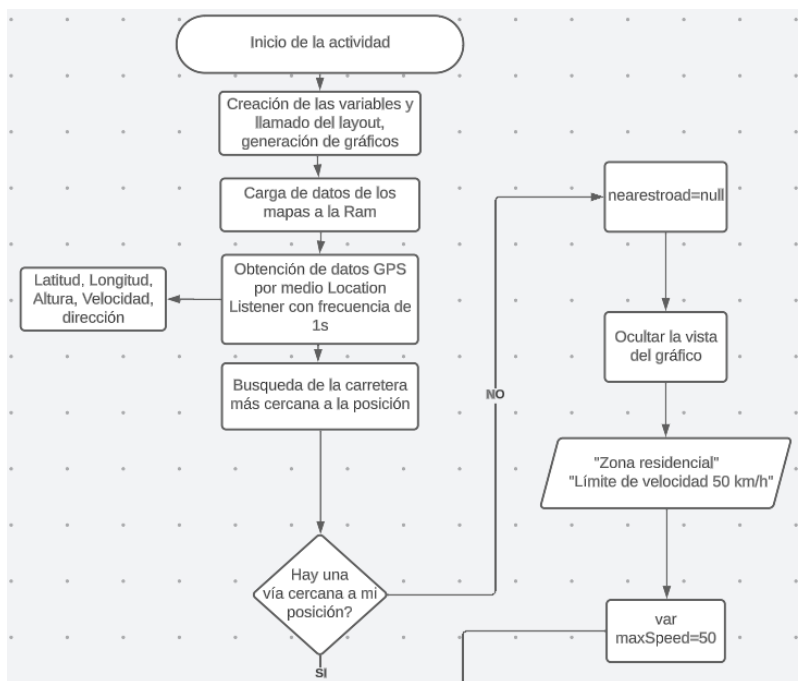 Inicio de la actividad
Creación de las variables y
llamado del layout,
generación de gráficos
Carga de datos de los
mapas a la Ram
Obtención de datos GPS
por medio Location
Listener con frecuencia de
1s
Latitud, Longitud,
Altura, Velocidad,
dirección
Busqueda de la carretera
más cercana a la posición
Hay una
vía cercana a mi
posición?
SI
NO
nearestroad=null
Ocultar la vista
del gráfico
"Zona residencial"
"Límite de velocidad 50 km/h"
var
maxSpeed=50